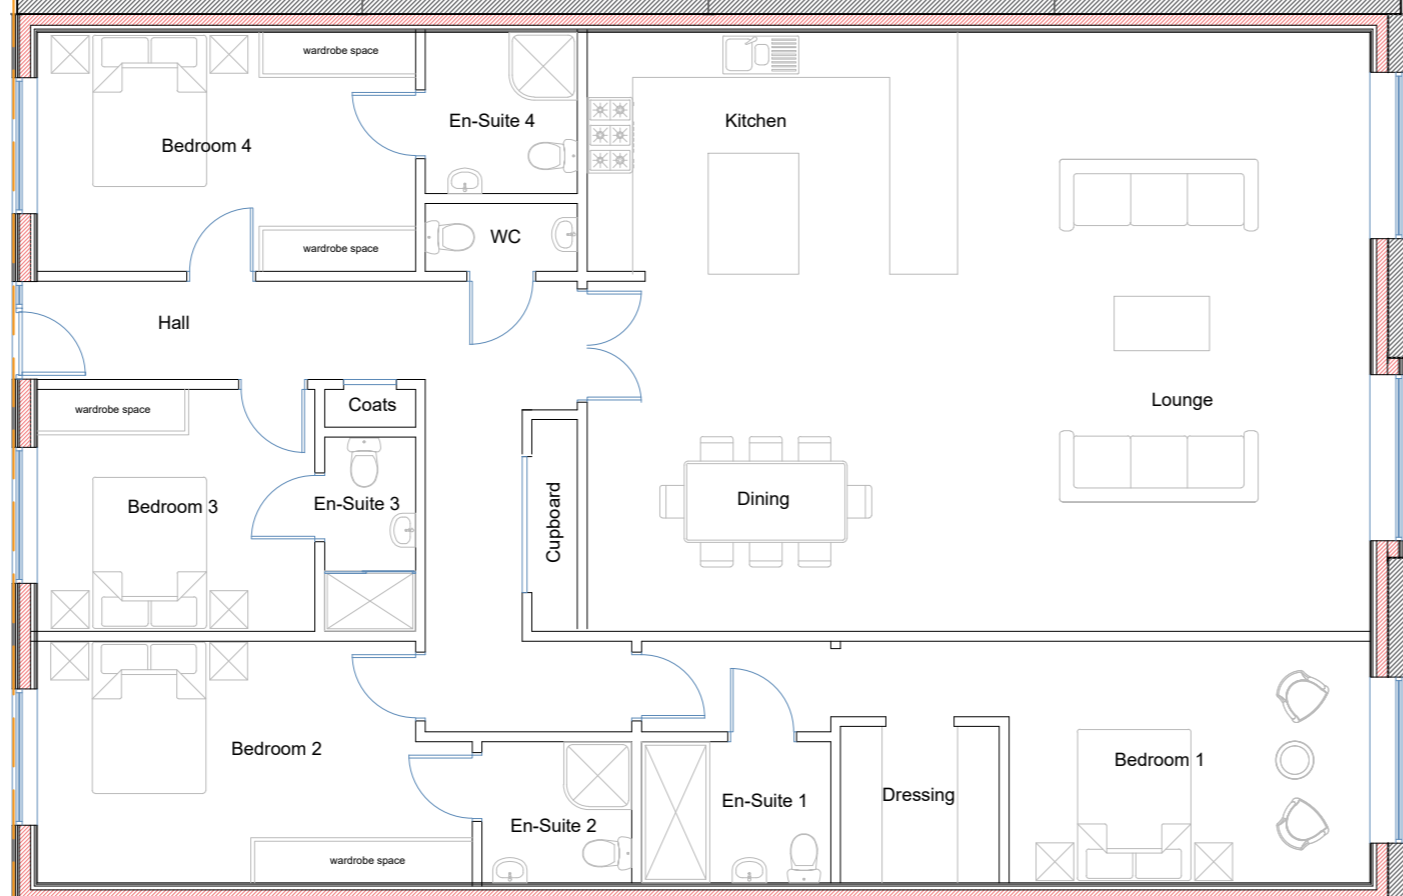 wardrobe space
En-Suite 4
Kitchen
Bedroom 4
WC
wardrobe space
Hall
Lounge
Coats
wardrobe space
Dining
En-Suite 3
Bedroom 3
Cupboard
Bedroom 2
Bedroom 1
Dressing
En-Suite 1
En-Suite 2
wardrobe space